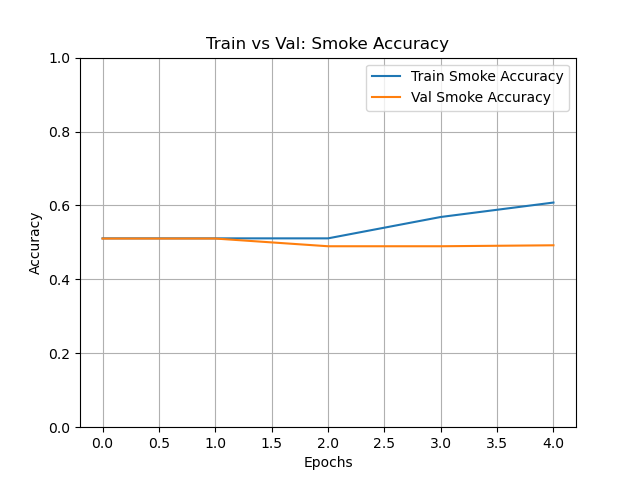 Train vs Val: Smoke Accuracy
Train Smoke Accuracy
Val Smoke Accuracy
Accuracy
1.0
0.8
0.6
0.4
0.2
0.0
0.0 0.5 1.0 1.5 2.0 2.5 3.0 3.5 4.0
Epochs